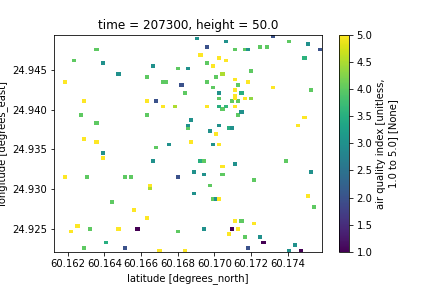 time = 207300, height = 50.0
24.945
24.940
24.935
24.930
24.925
longitude [degrees_east]
60.162 60.164 60.166 60.168 60.170 60.172 60.174
latitude [degrees_north]
5.0
4.5
4.0
3.5
3.0
2.5
2.0
1.5
1.0
air quality index [unitless,
1.0 to 5.0] [None]